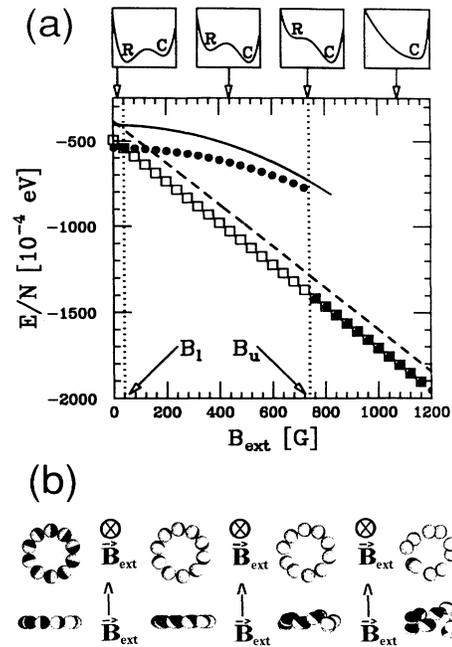 (a)
R C
R C
R C
C
E/N [10⁻⁴ eV]
-500
-1000
-1500
-2000
B_l B_u
0 200 400 600 800 1000 1200
B_ext [G]
(b)
B⃗_ext B⃗_ext B⃗_ext
B⃗_ext B⃗_ext B⃗_ext